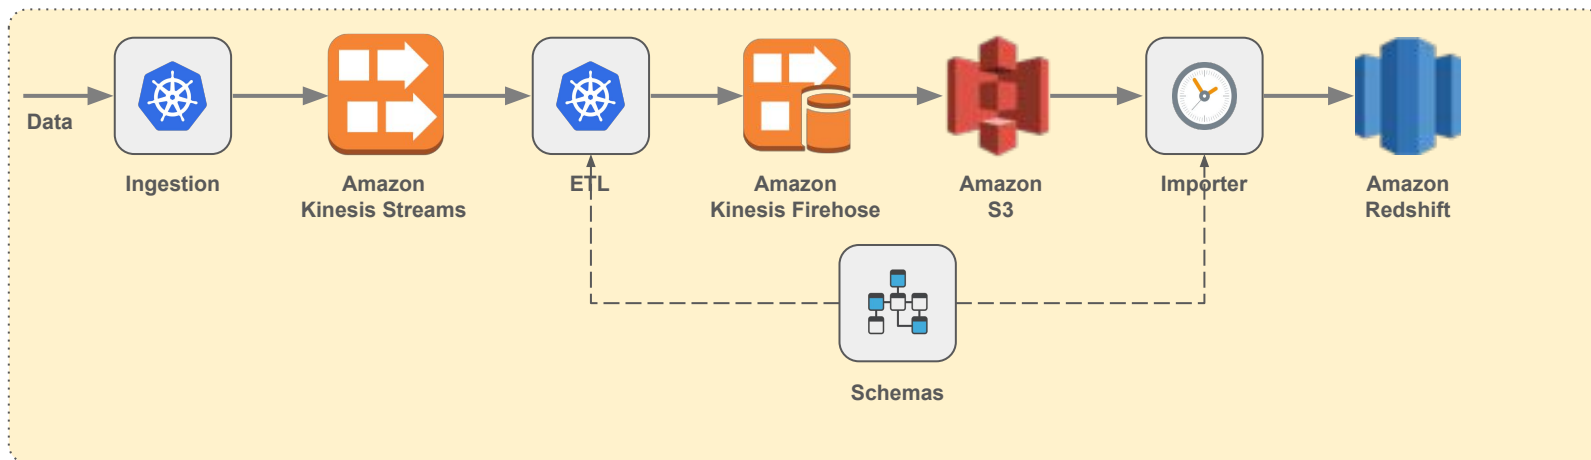 Data
Ingestion
Amazon
Kinesis Streams
ETL
Amazon
Kinesis Firehose
Amazon
S3
Importer
Amazon
Redshift
Schemas